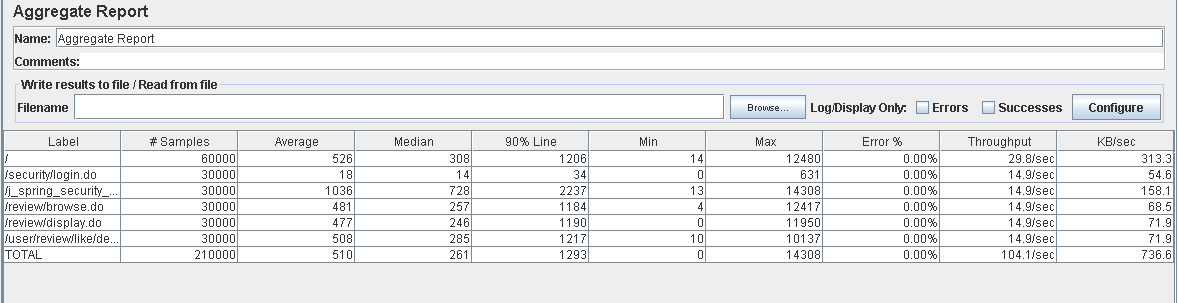 Aggregate Report
Name: Aggregate Report
Comments:
Write results to file / Read from file
Filename Browse... Log/Display Only: Errors Successes Configure
Label # Samples Average Median 90% Line Min Max Error % Throughput KB/sec
/ 60000 526 308 1206 14 12480 0.00% 29.8/sec 313.3
/security/login.do 30000 18 14 34 0 631 0.00% 14.9/sec 54.6
/j_spring_security_... 30000 1036 728 2237 13 14308 0.00% 14.9/sec 158.1
/review/browse.do 30000 481 257 1184 4 12417 0.00% 14.9/sec 68.5
/review/display.do 30000 477 246 1190 0 11950 0.00% 14.9/sec 71.9
/user/review/like/de... 30000 508 285 1217 10 10137 0.00% 14.9/sec 71.9
TOTAL 210000 510 261 1293 0 14308 0.00% 104.1/sec 736.6